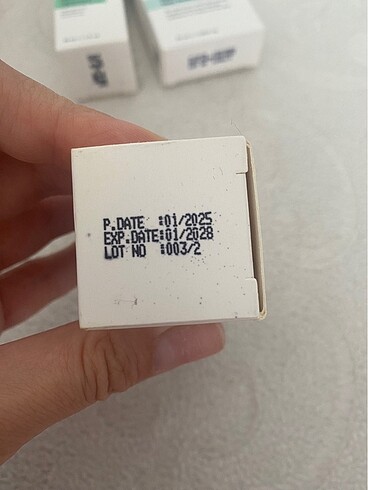 P.DATE :01/2025
EXP.DATE:01/2028
LOT NO :003/2